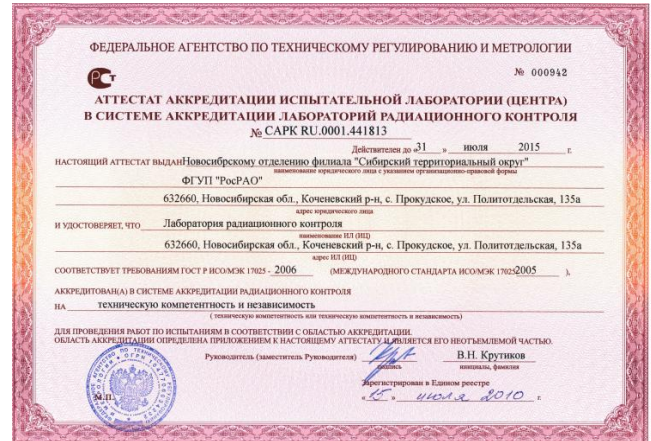 ФЕДЕРАЛЬНОЕ АГЕНТСТВО ПО ТЕХНИЧЕСКОМУ РЕГУЛИРОВАНИЮ И МЕТРОЛОГИИ
№ 000942
АТТЕСТАТ АККРЕДИТАЦИИ ИСПЫТАТЕЛЬНОЙ ЛАБОРАТОРИИ (ЦЕНТРА)
В СИСТЕМЕ АККРЕДИТАЦИИ ЛАБОРАТОРИЙ РАДИАЦИОННОГО КОНТРОЛЯ
№ САРК RU.0001.441813
Действителен до «31 » июля 2015 г.
НАСТОЯЩИЙ АТТЕСТАТ ВЫДАН Новосибрскому отделению филиала "Сибирский территориальный округ"
наименование юридического лица с указанием организационно-правовой формы
ФГУП "РосРАО"
632660, Новосибирская обл., Коченевский р-н, с. Прокудское, ул. Политотдельская, 135а
адрес юридического лица
И УДОСТОВЕРЯЕТ, ЧТО Лаборатория радиационного контроля
наименование ИЛ (ИЦ)
632660, Новосибирская обл., Коченевский р-н, с. Прокудское, ул. Политотдельская, 135а
адрес ИЛ (ИЦ)
СООТВЕТСТВУЕТ ТРЕБОВАНИЯМ ГОСТ Р ИСО/МЭК 17025 - 2006 (МЕЖДУНАРОДНОГО СТАНДАРТА ИСО/МЭК 17025 2005 ),
АККРЕДИТОВАН(А) В СИСТЕМЕ АККРЕДИТАЦИИ РАДИАЦИОННОГО КОНТРОЛЯ
НА техническую компетентность и независимость
( техническую компетентность или техническую компетентность и независимость)
ДЛЯ ПРОВЕДЕНИЯ РАБОТ ПО ИСПЫТАНИЯМ В СООТВЕТСТВИИ С ОБЛАСТЬЮ АККРЕДИТАЦИИ.
ОБЛАСТЬ АККРЕДИТАЦИИ ОПРЕДЕЛЕНА ПРИЛОЖЕНИЕМ К НАСТОЯЩЕМУ АТТЕСТАТУ И ЯВЛЯЕТСЯ ЕГО НЕОТЪЕМЛЕМОЙ ЧАСТЬЮ.
Руководитель (заместитель Руководителя) В.Н. Крутиков
подпись инициалы, фамилия
М.П.
Зарегистрирован в Едином реестре
« 15 » июля 2010 г.